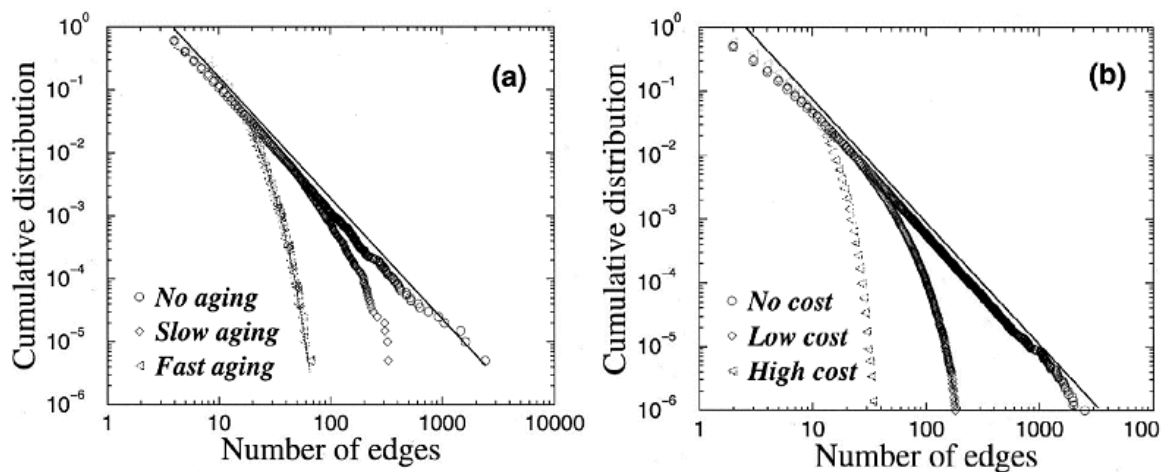 (a)
Cumulative distribution
10^0
10^-1
10^-2
10^-3
10^-4
10^-5
10^-6
No aging
Slow aging
Fast aging
1 10 100 1000 10000
Number of edges
(b)
Cumulative distribution
10^0
10^-1
10^-2
10^-3
10^-4
10^-5
10^-6
No cost
Low cost
High cost
1 10 100 1000 100
Number of edges